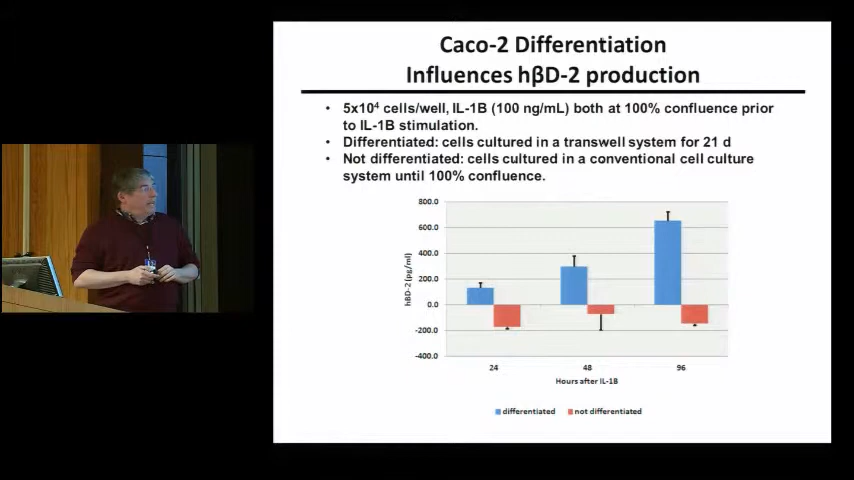 Caco-2 Differentiation
Influences hβD-2 production
• 5x10⁴ cells/well, IL-1B (100 ng/mL) both at 100% confluence prior
to IL-1B stimulation.
• Differentiated: cells cultured in a transwell system for 21 d
• Not differentiated: cells cultured in a conventional cell culture
system until 100% confluence.
800.0
600.0
400.0
200.0
0.0
-200.0
-400.0
hBD-2 (pg/ml)
24 48 96
Hours after IL-1B
differentiated not differentiated